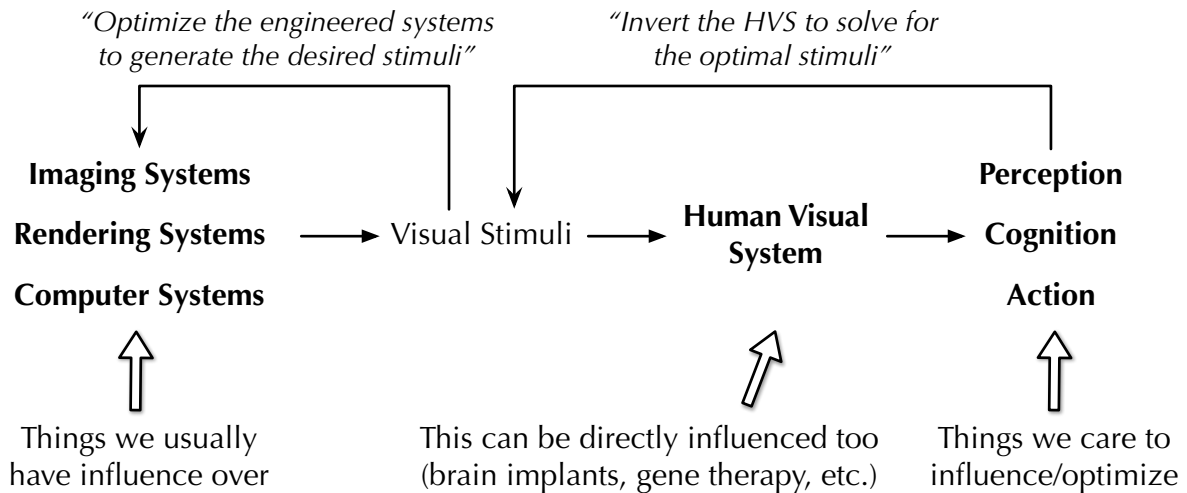 “Optimize the engineered systems
to generate the desired stimuli”
“Invert the HVS to solve for
the optimal stimuli”
Imaging Systems
Rendering Systems
Computer Systems
Visual Stimuli
Human Visual
System
Perception
Cognition
Action
Things we usually
have influence over
This can be directly influenced too
(brain implants, gene therapy, etc.)
Things we care to
influence/optimize